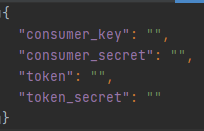 {
"consumer_key": "",
"consumer_secret": "",
"token": "",
"token_secret": ""
}